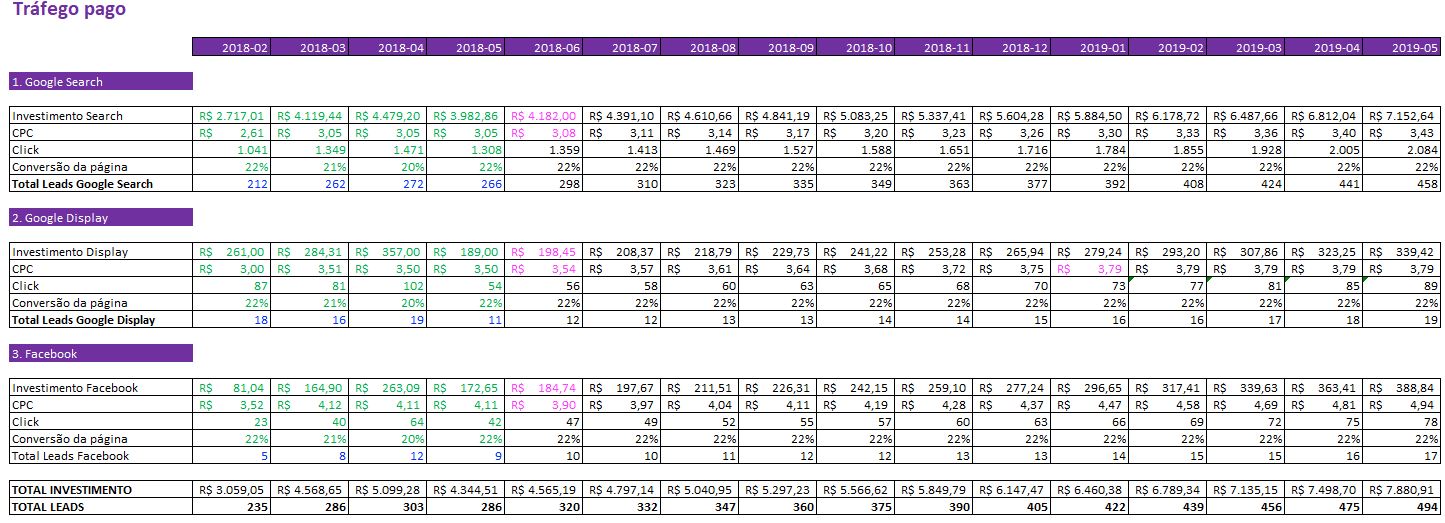 Tráfego pago
2018-02 2018-03 2018-04 2018-05 2018-06 2018-07 2018-08 2018-09 2018-10 2018-11 2018-12 2019-01 2019-02 2019-03 2019-04 2019-05
1. Google Search
Investimento Search R$ 2.717,01 R$ 4.119,44 R$ 4.479,20 R$ 3.982,86 R$ 4.182,00 R$ 4.391,10 R$ 4.610,66 R$ 4.841,19 R$ 5.083,25 R$ 5.337,41 R$ 5.604,28 R$ 5.884,50 R$ 6.178,72 R$ 6.487,66 R$ 6.812,04 R$ 7.152,64
CPC R$ 2,61 R$ 3,05 R$ 3,05 R$ 3,05 R$ 3,08 R$ 3,11 R$ 3,14 R$ 3,17 R$ 3,20 R$ 3,23 R$ 3,26 R$ 3,30 R$ 3,33 R$ 3,36 R$ 3,40 R$ 3,43
Click 1.041 1.349 1.471 1.308 1.359 1.413 1.469 1.527 1.588 1.651 1.716 1.784 1.855 1.928 2.005 2.084
Conversão da página 22% 21% 20% 22% 22% 22% 22% 22% 22% 22% 22% 22% 22% 22% 22% 22%
Total Leads Google Search 212 262 272 266 298 310 323 335 349 363 377 392 408 424 441 458
2. Google Display
Investimento Display R$ 261,00 R$ 284,31 R$ 357,00 R$ 189,00 R$ 198,45 R$ 208,37 R$ 218,79 R$ 229,73 R$ 241,22 R$ 253,28 R$ 265,94 R$ 279,24 R$ 293,20 R$ 307,86 R$ 323,25 R$ 339,42
CPC R$ 3,00 R$ 3,51 R$ 3,50 R$ 3,50 R$ 3,54 R$ 3,57 R$ 3,61 R$ 3,64 R$ 3,68 R$ 3,72 R$ 3,75 R$ 3,79 R$ 3,79 R$ 3,79 R$ 3,79 R$ 3,79
Click 87 81 102 54 56 58 60 63 65 68 70 73 77 81 85 89
Conversão da página 22% 21% 20% 22% 22% 22% 22% 22% 22% 22% 22% 22% 22% 22% 22% 22%
Total Leads Google Display 18 16 19 11 12 12 13 13 14 14 15 16 16 17 18 19
3. Facebook
Investimento Facebook R$ 81,04 R$ 164,90 R$ 263,09 R$ 172,65 R$ 184,74 R$ 197,67 R$ 211,51 R$ 226,31 R$ 242,15 R$ 259,10 R$ 277,24 R$ 296,65 R$ 317,41 R$ 339,63 R$ 363,41 R$ 388,84
CPC R$ 3,52 R$ 4,12 R$ 4,11 R$ 4,11 R$ 3,90 R$ 3,97 R$ 4,04 R$ 4,11 R$ 4,19 R$ 4,28 R$ 4,37 R$ 4,47 R$ 4,58 R$ 4,69 R$ 4,81 R$ 4,94
Click 23 40 64 42 47 49 52 55 57 60 63 66 69 72 75 78
Conversão da página 22% 21% 20% 22% 22% 22% 22% 22% 22% 22% 22% 22% 22% 22% 22% 22%
Total Leads Facebook 5 8 12 9 10 10 11 12 12 13 13 14 15 15 16 17
TOTAL INVESTIMENTO R$ 3.059,05 R$ 4.568,65 R$ 5.099,28 R$ 4.344,51 R$ 4.565,19 R$ 4.797,14 R$ 5.040,95 R$ 5.297,23 R$ 5.566,62 R$ 5.849,79 R$ 6.147,47 R$ 6.460,38 R$ 6.789,34 R$ 7.135,15 R$ 7.498,70 R$ 7.880,91
TOTAL LEADS 235 286 303 286 320 332 347 360 375 390 405 422 439 456 475 494